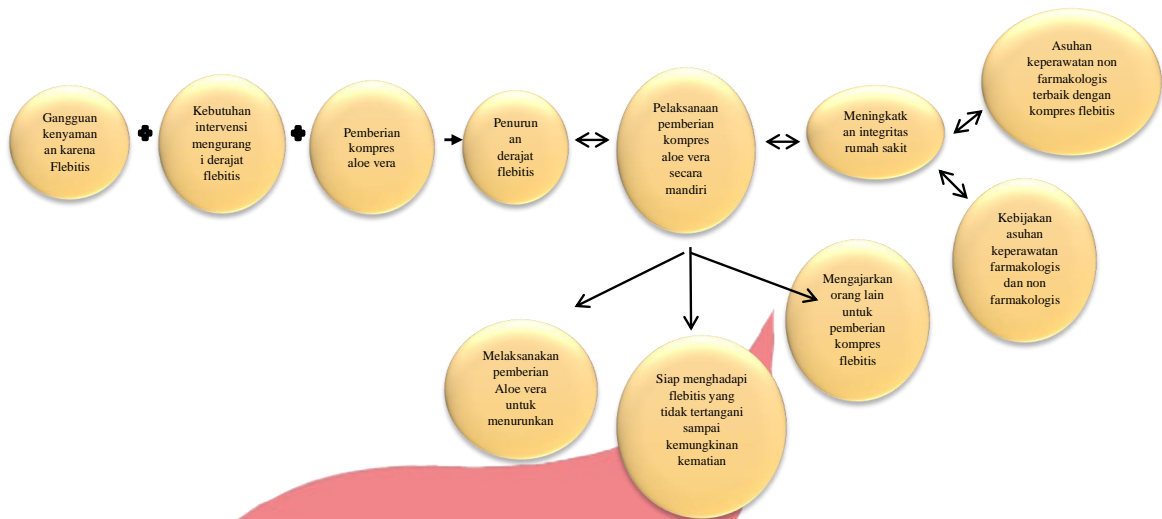 Gangguan
kenyaman
an karena
Flebitis
Kebutuhan
intervensi
mengurang
i derajat
flebitis
Pemberian
kompres
aloe vera
Penurun
an
derajat
flebitis
Pelaksanaan
pemberian
kompres
aloe vera
secara
mandiri
Meningkatk
an integritas
rumah sakit
Asuhan
keperawatan non
farmakologis
terbaik dengan
kompres flebitis
Kebijakan
asuhan
keperawatan
farmakologis
dan non
farmakologis
Melaksanakan
pemberian
Aloe vera
untuk
menurunkan
Siap menghadapi
flebitis yang
tidak tertangani
sampai
kemungkinan
kematian
Mengajarkan
orang lain
untuk
pemberian
kompres
flebitis